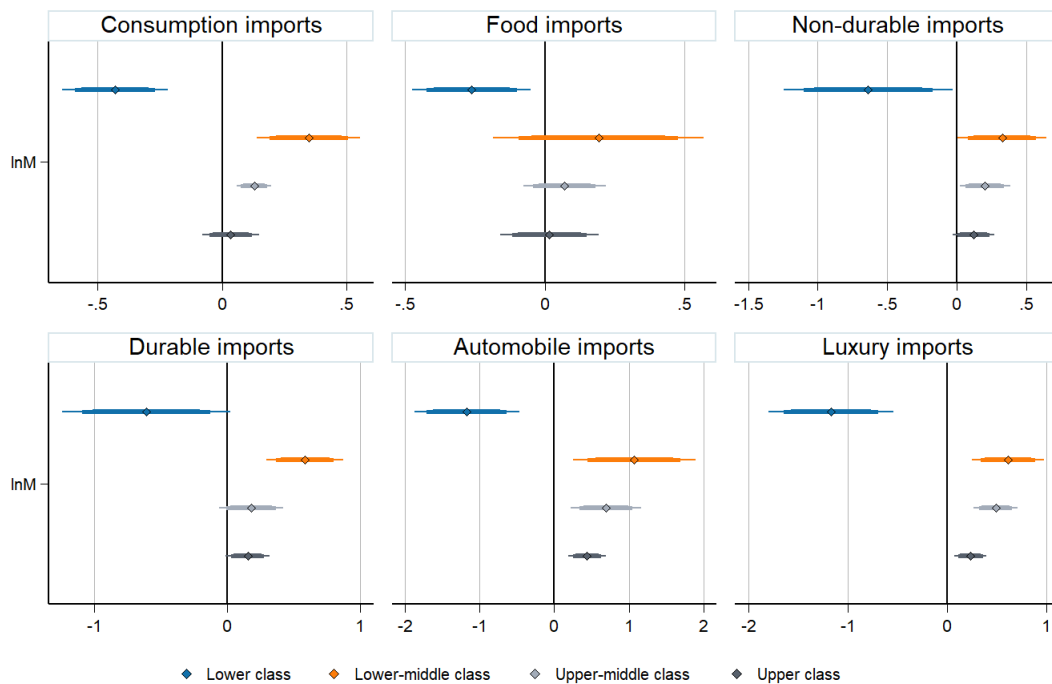 Consumption imports Food imports Non-durable imports
lnM
-.5 0 .5 -.5 0 .5 -1.5 -1 -.5 0 .5
Durable imports Automobile imports Luxury imports
lnM
-1 0 1 -2 -1 0 1 2 -2 -1 0 1
Lower class Lower-middle class Upper-middle class Upper class